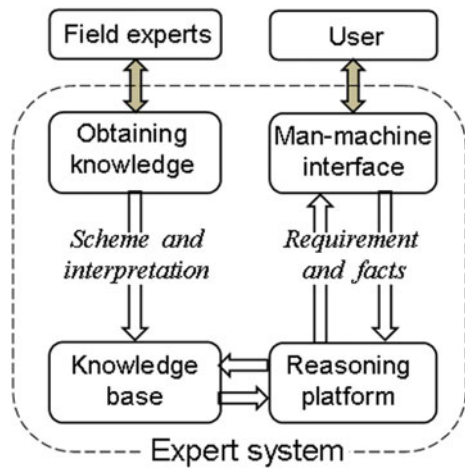 Field experts
User
Obtaining
knowledge
Man-machine
interface
Scheme and
interpretation
Requirement
and facts
Knowledge
base
Reasoning
platform
Expert system